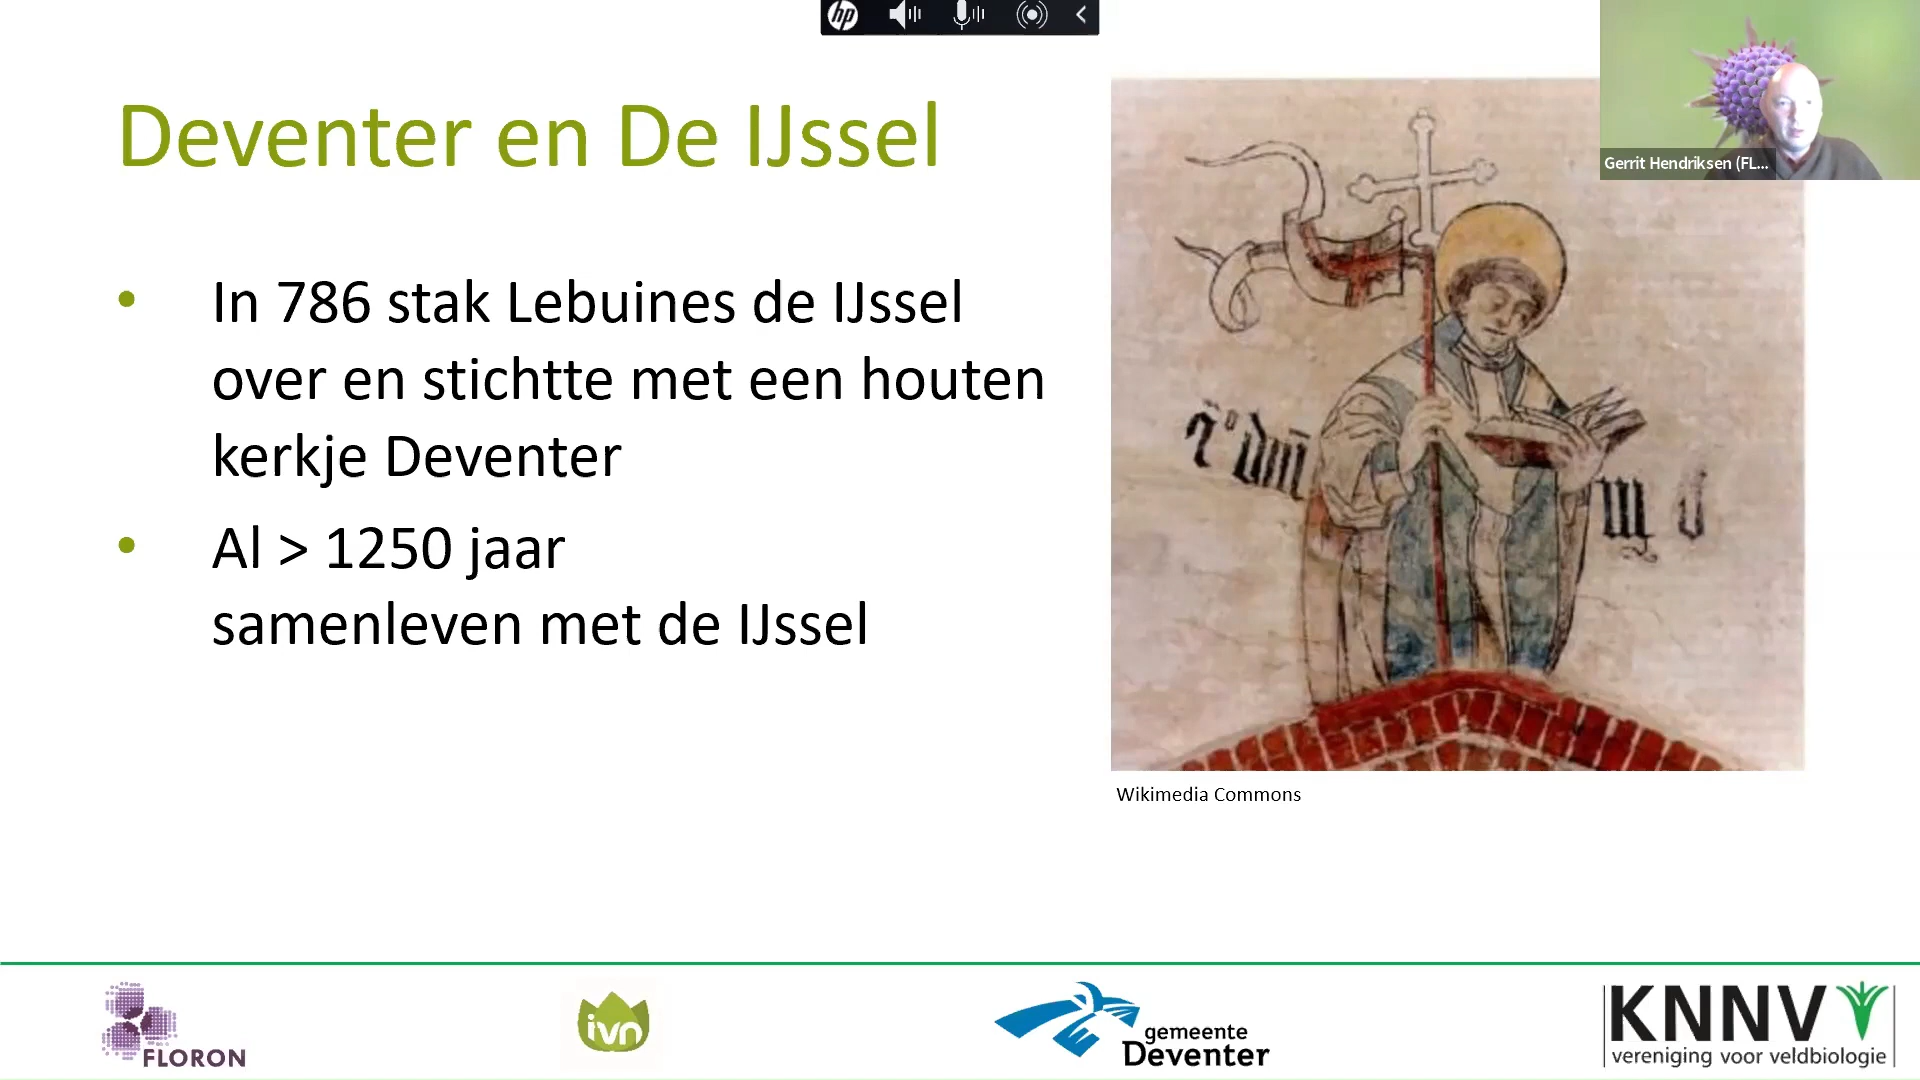 hp
Deventer en De IJssel
Gerrit Hendriksen (FL...
• In 786 stak Lebuines de IJssel
over en stichtte met een houten
kerkje Deventer
• Al > 1250 jaar
samenleven met de IJssel
Wikimedia Commons
FLORON
ivn
gemeente
Deventer
KNNV
vereniging voor veldbiologie